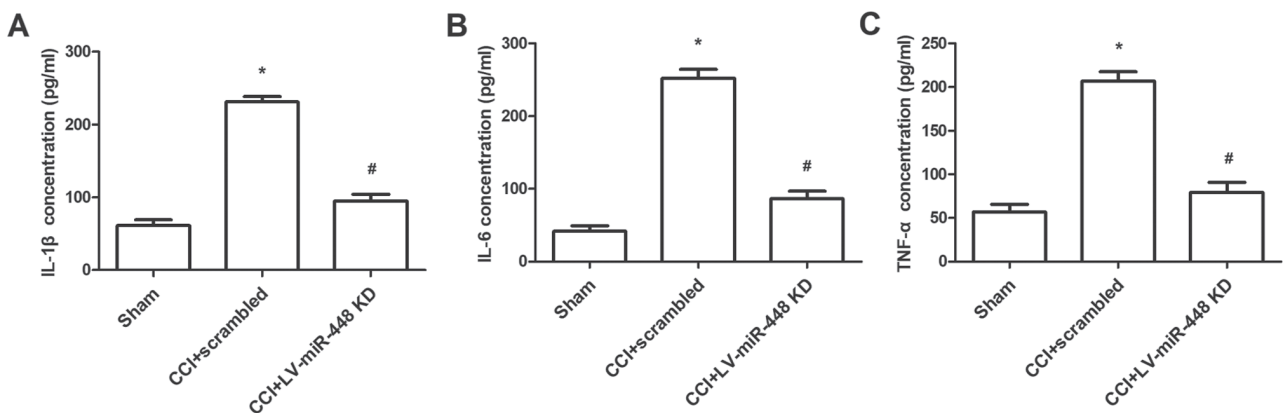 A
IL-1β concentration (pg/ml)
300
200
100
0
*
#
Sham
CCI+scrambled
CCI+LV-miR-448 KD
B
IL-6 concentration (pg/ml)
300
200
100
0
*
#
Sham
CCI+scrambled
CCI+LV-miR-448 KD
C
TNF-α concentration (pg/ml)
250
200
150
100
50
0
*
#
Sham
CCI+scrambled
CCI+LV-miR-448 KD